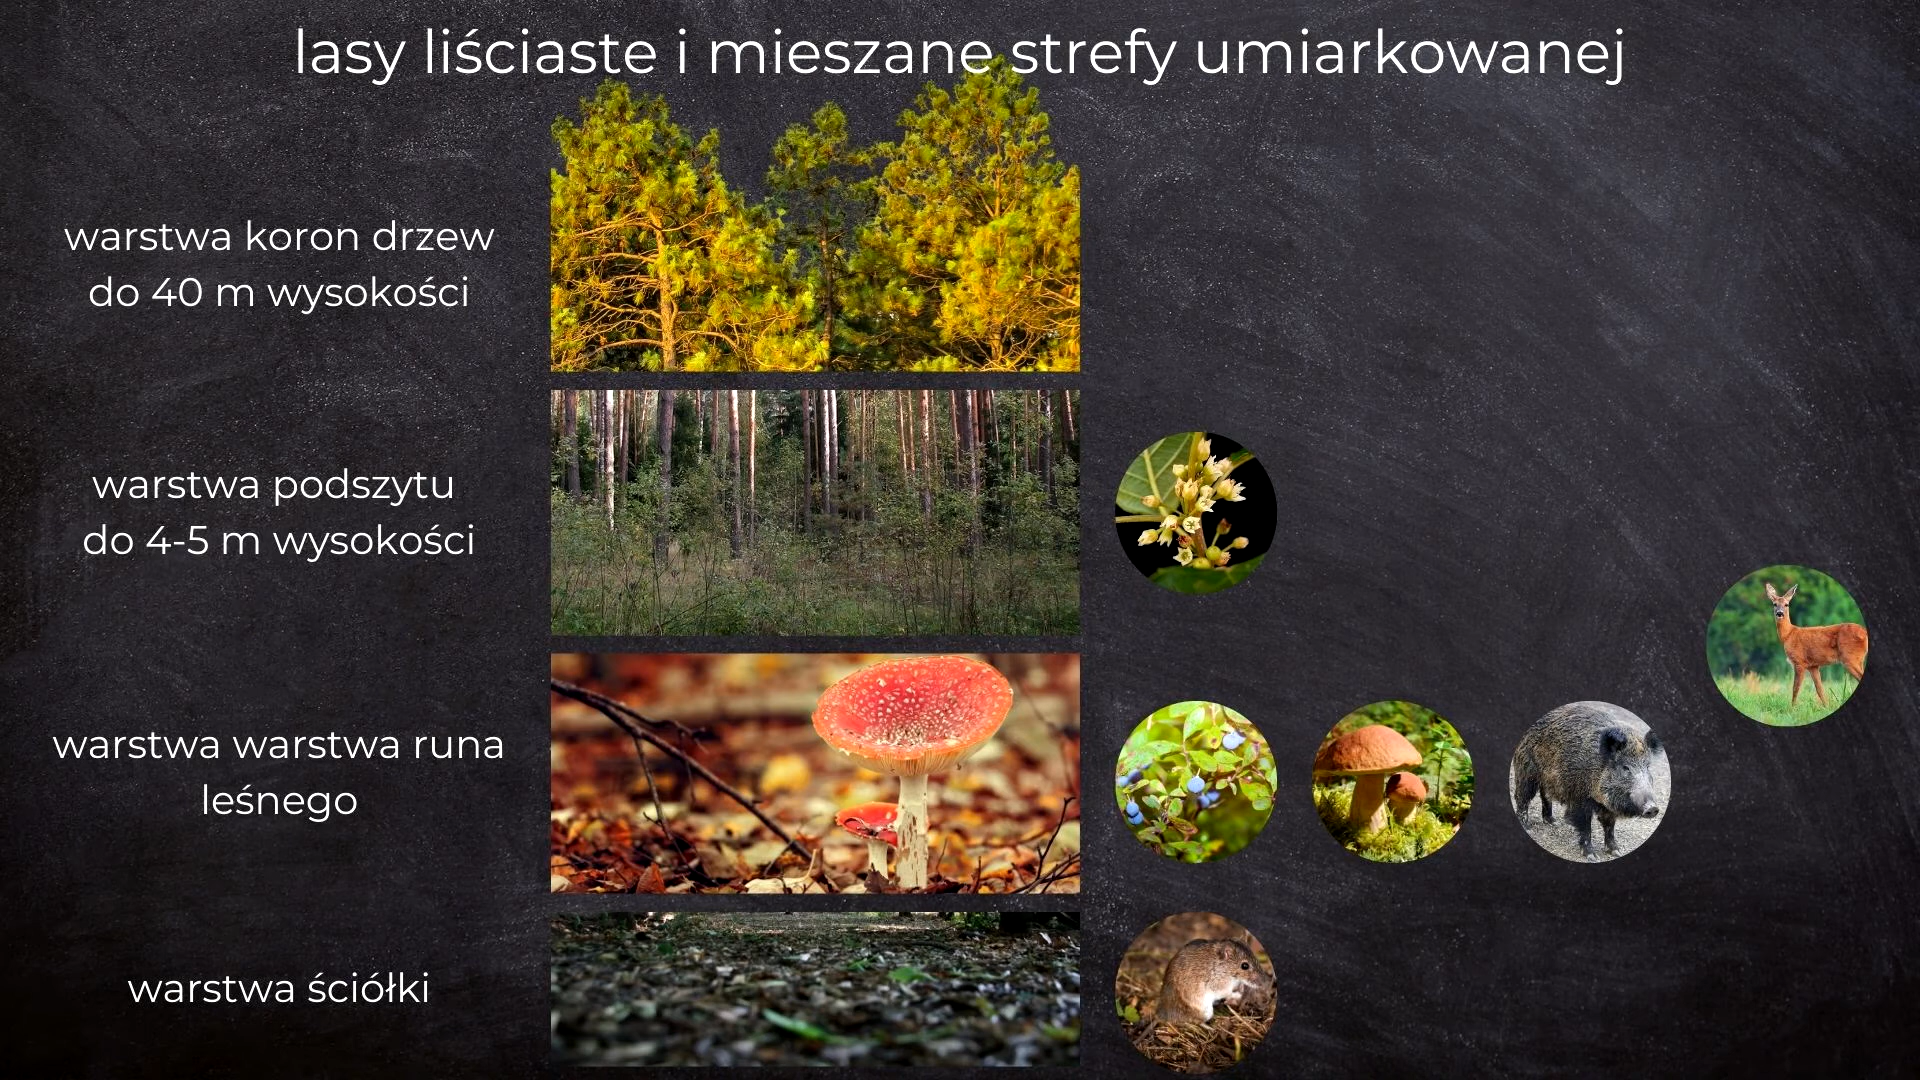 lasy liściaste i mieszane strefy umiarkowanej
warstwa koron drzew
do 40 m wysokości
warstwa podszytu
do 4-5 m wysokości
warstwa warstwa runa
leśnego
warstwa ściółki